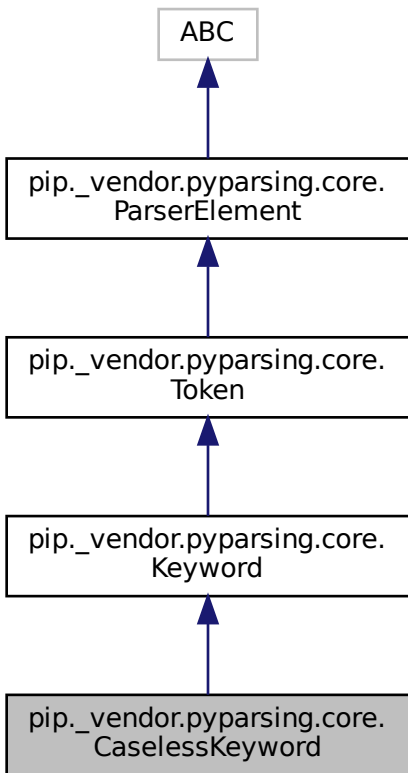 ABC
pip._vendor.pyparsing.core.
ParserElement
pip._vendor.pyparsing.core.
Token
pip._vendor.pyparsing.core.
Keyword
pip._vendor.pyparsing.core.
CaselessKeyword